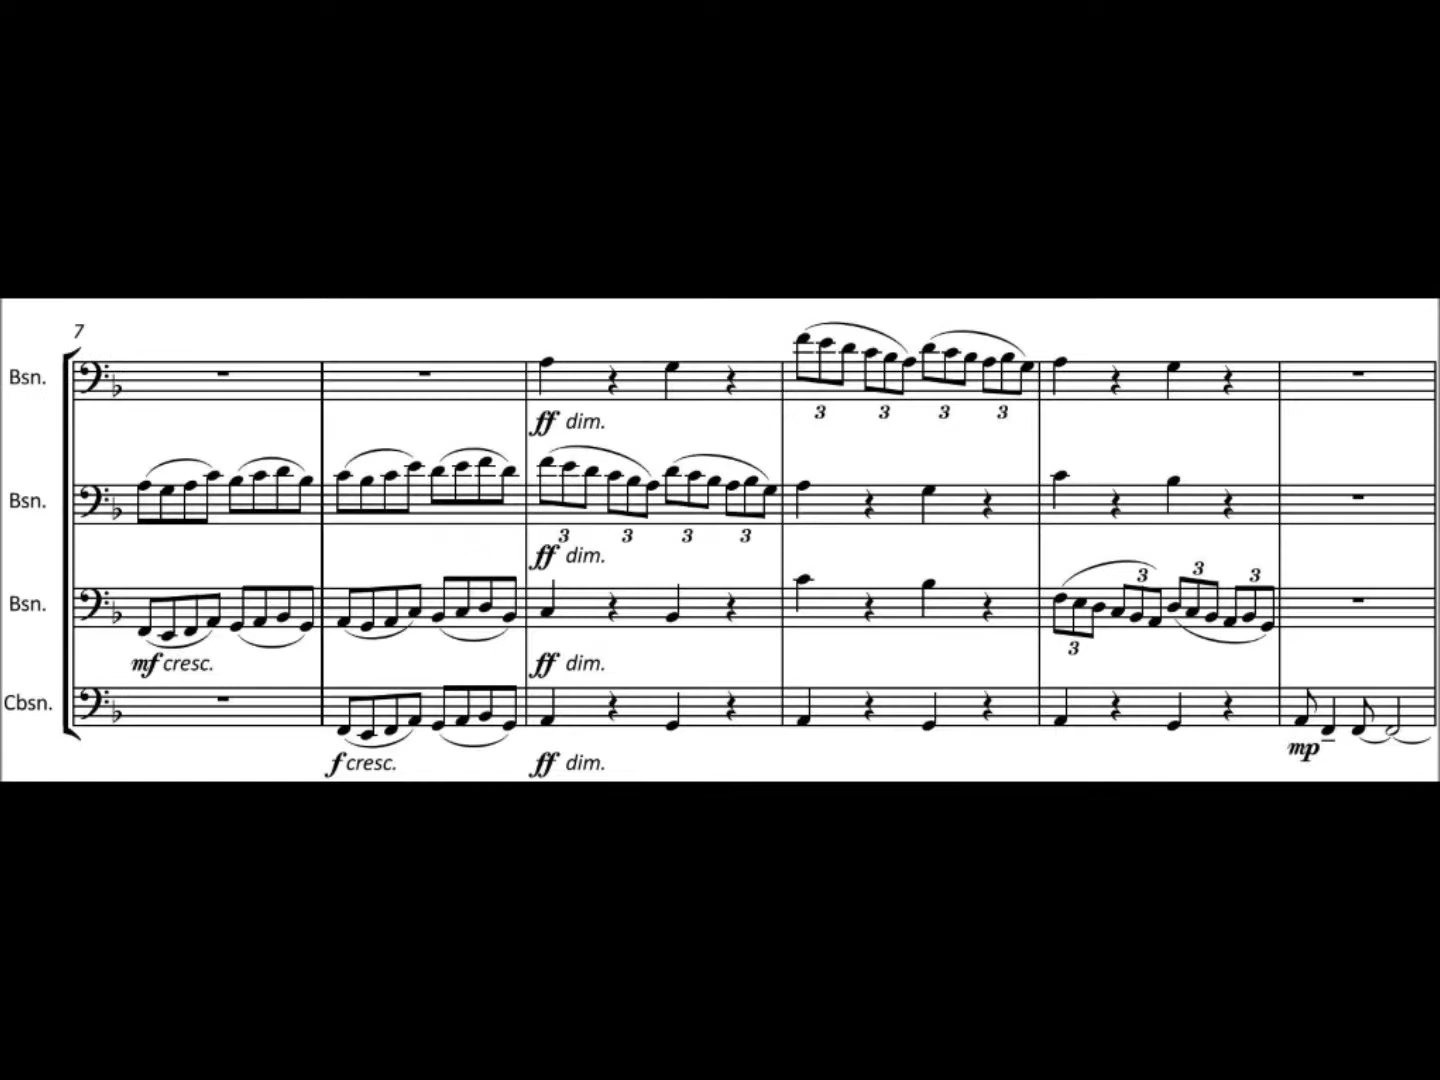 7
Bsn.
ff dim.
3 3 3 3
Bsn.
3 3 3 3
ff dim.
Bsn.
3 3 3
3
mf cresc. ff dim.
Cbsn.
mp
f cresc. ff dim.